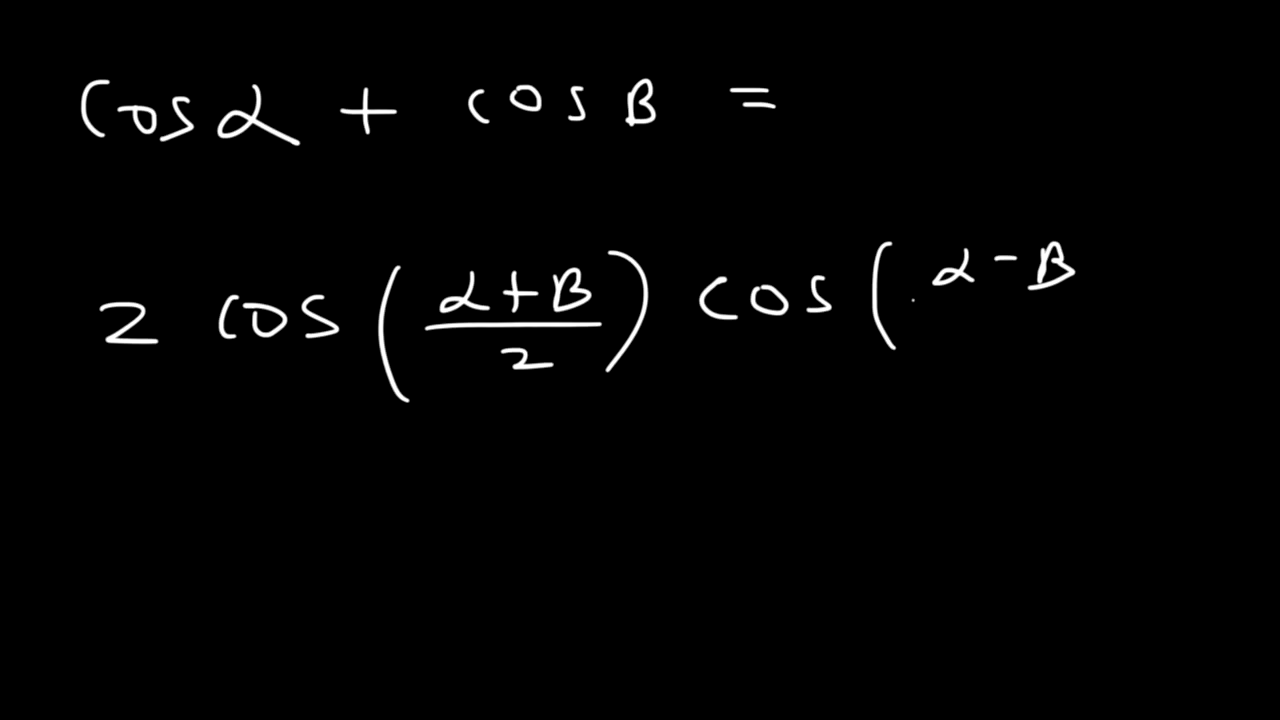 cos α + cos β =
2 cos ( α + β / 2 ) cos ( α - β